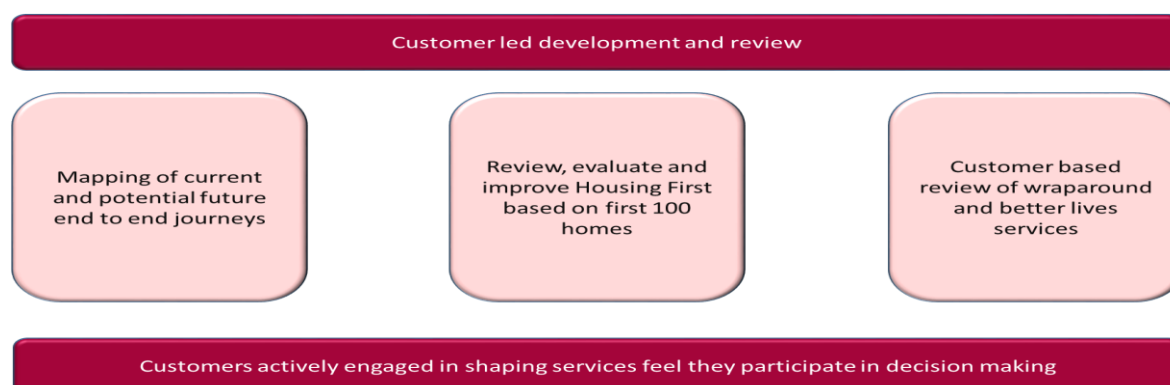 Customer led development and review
Mapping of current
and potential future
end to end journeys
Review, evaluate and
improve Housing First
based on first 100
homes
Customer based
review of wraparound
and better lives
services
Customers actively engaged in shaping services feel they participate in decision making